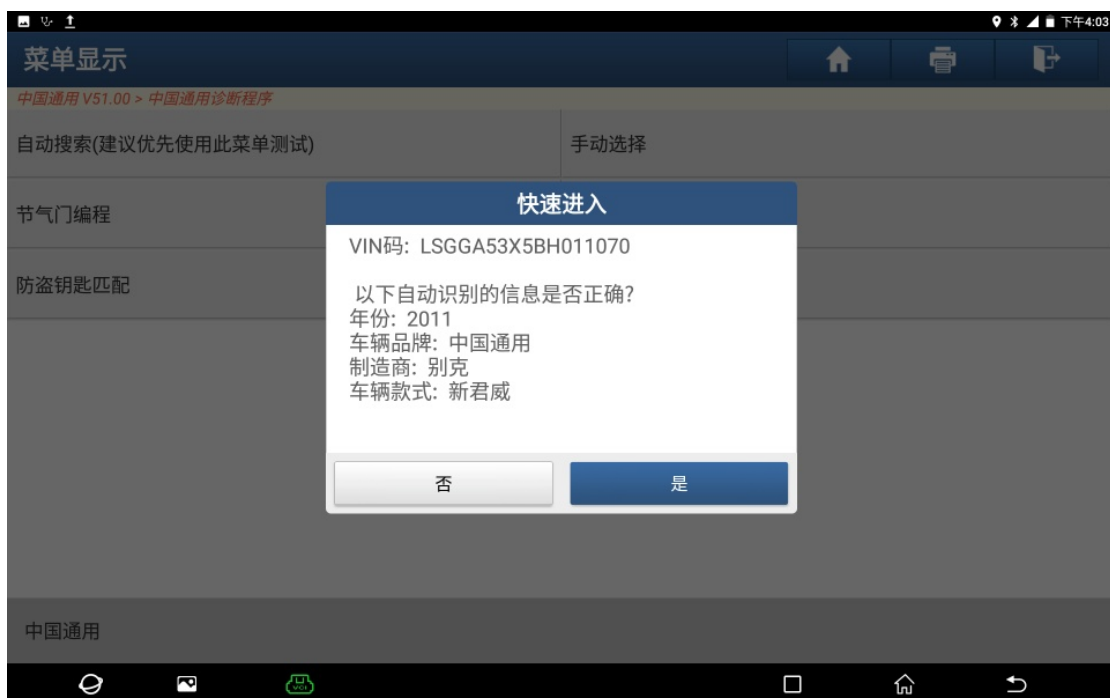 下午4:03
菜单显示
中国通用 V51.00 > 中国通用诊断程序
自动搜索(建议优先使用此菜单测试)
手动选择
节气门编程
防盗钥匙匹配
快速进入
VIN码: LSGGA53X5BH011070
以下自动识别的信息是否正确?
年份: 2011
车辆品牌: 中国通用
制造商: 别克
车辆款式: 新君威
否
是
中国通用
VCI